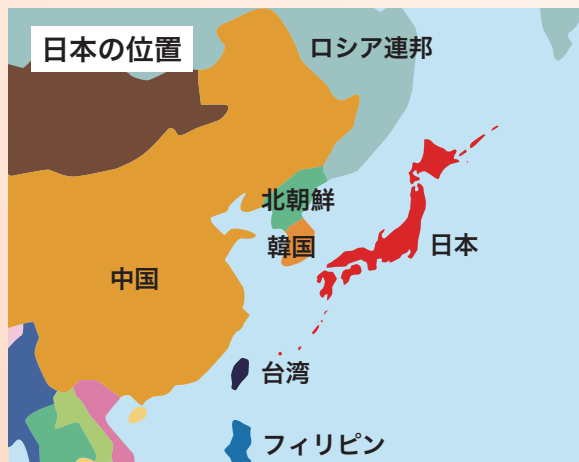 日本の位置
ロシア連邦
北朝鮮
韓国
日本
中国
台湾
フィリピン